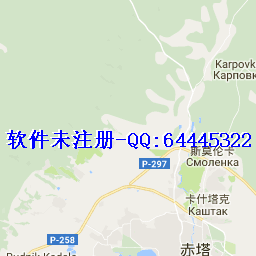 Karpovk
Карповк
软件未注册-QQ:64445322
斯莫伦卡
Смоленка
P-297
卡什塔克
Каштак
P-258
赤塔
Rudnik Kadala